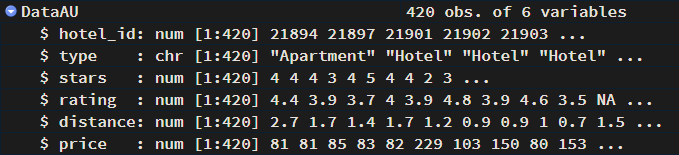 DataAU 420 obs. of 6 variables
$ hotel_id: num [1:420] 21894 21897 21901 21902 21903 ...
$ type : chr [1:420] "Apartment" "Hotel" "Hotel" "Hotel" ...
$ stars : num [1:420] 4 4 4 3 4 5 4 4 2 3 ...
$ rating : num [1:420] 4.4 3.9 3.7 4 3.9 4.8 3.9 4.6 3.5 NA ...
$ distance: num [1:420] 2.7 1.7 1.4 1.7 1.2 0.9 0.9 1 0.7 1.5 ...
$ price : num [1:420] 81 81 85 83 82 229 103 150 80 153 ...